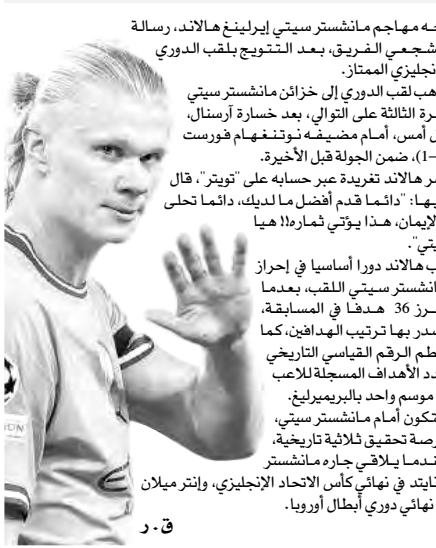 جه مهاجم مانشستر سيتي إيرلينغ هالاند، رسالة
شجعي الفريق، بعد التتويج بلقب الدوري
نجليزي الممتاز.
هب لقب الدوري إلى خزائن مانشستر سيتي
رة الثالثة على التوالي، بعد خسارة آرسنال،
ل أمس، أمام مضيفه نوتنغهام فورست
–1)، ضمن الجولة قبل الأخيرة.
ر هالاند تغريدة عبر حسابه على "تويتر"، قال
يها: "دائما قدم أفضل ما لديك، دائما تحلى
لإيمان، هذا يؤتي ثماره!! هيا
يتي".
ب هالاند دورا أساسيا في إحراز
انشستر سيتي اللقب، بعدما
رز 36 هدفا في المسابقة،
صدر بها ترتيب الهدافين، كما
طم الرقم القياسي التاريخي
دد الأهداف المسجلة للاعب
موسم واحد بالبريميرليغ.
تكون أمام مانشستر سيتي،
رصة تحقيق ثلاثية تاريخية،
ندما يلاقي جاره مانشستر
نايتد في نهائي كأس الاتحاد الإنجليزي، وإنتر ميلان
نهائي دوري أبطال أوروبا.
ق.ر